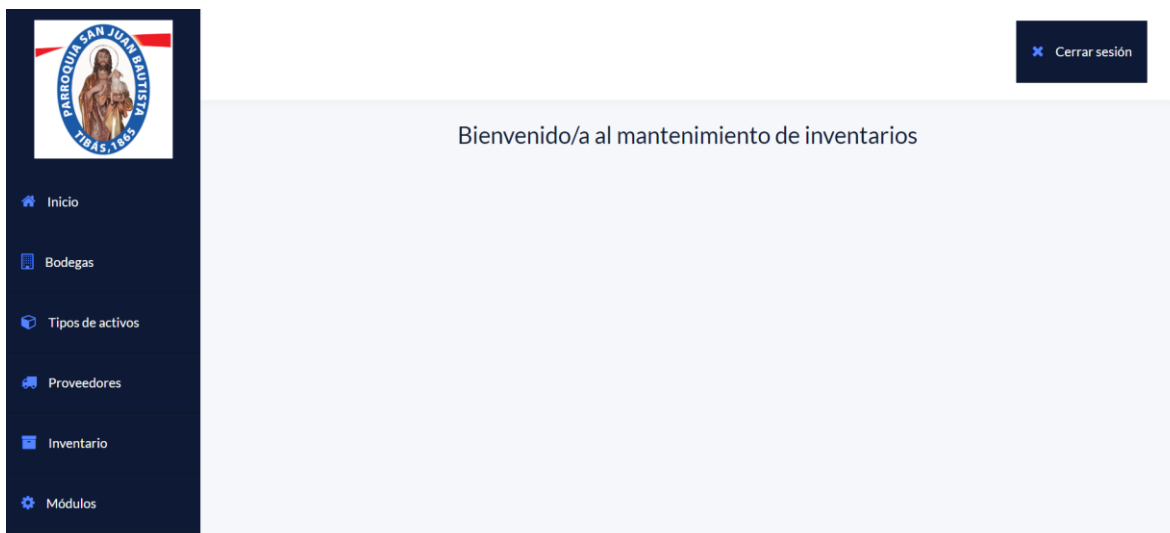 PARROQUIA SAN JUAN BAUTISTA
TIBÁS, 1865
Cerrar sesión
Bienvenido/a al mantenimiento de inventarios
Inicio
Bodegas
Tipos de activos
Proveedores
Inventario
Módulos